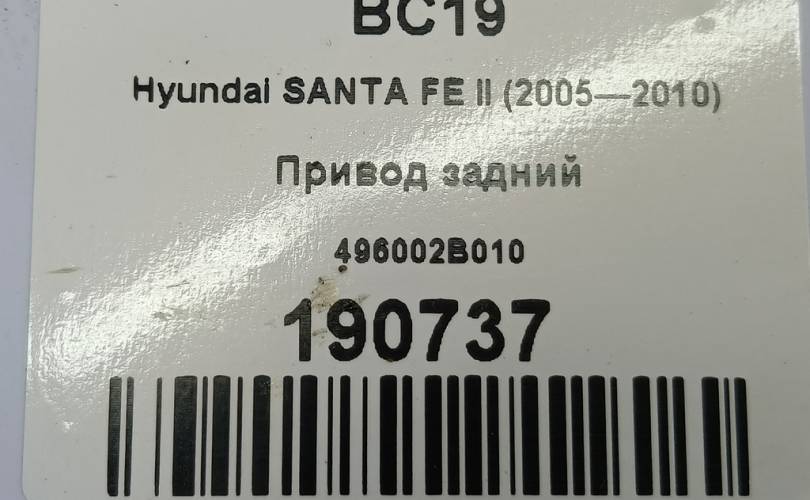 BC19
Hyundai SANTA FE II (2005—2010)
Привод задний
496002B010
190737